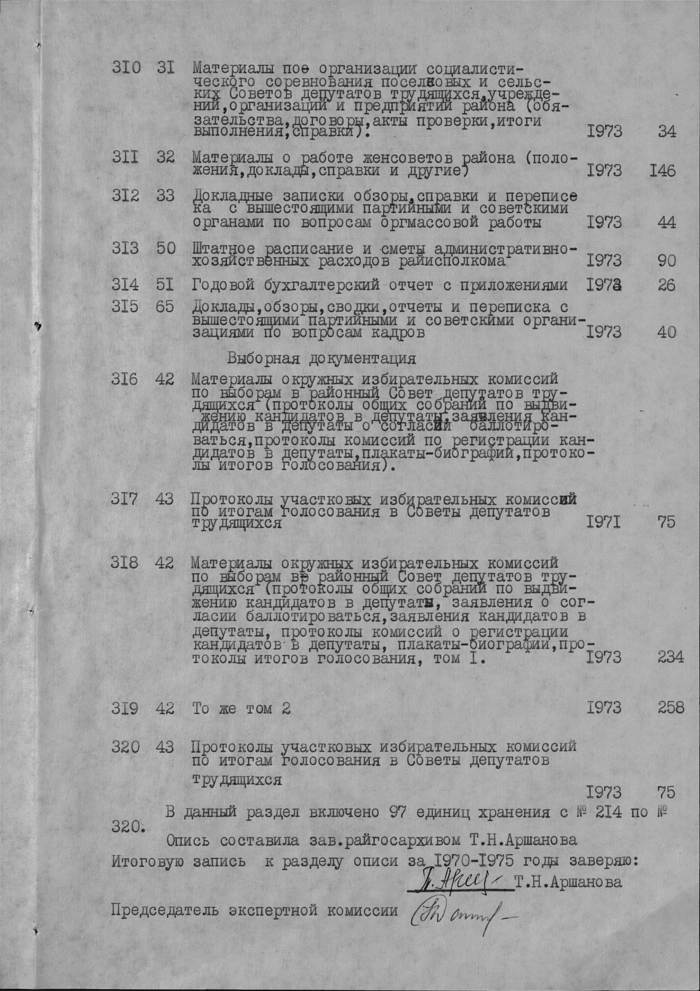 310 31 Материалы пое организации социалисти-
ческого соревнования поселковых и сельс-
ких Советов депутатов трудящихся,учрежде-
ний,организаций и предприятий района (обя-
зательства,договоры,акты проверки,итоги
выполнения,справки). 1973 34
311 32 Материалы о работе женсоветов района (поло-
жений,доклады,справки и другие) 1973 146
312 33 Докладные записки обзоры,справки и переписе
ка с вышестоящими партийными и советскими
органами по вопросам оргмассовой работы 1973 44
313 50 Штатное расписание и сметы административно-
хозяйственных расходов райисполкома 1973 90
314 51 Годовой бухгалтерский отчет с приложениями 1973 26
315 65 Доклады,обзоры,сводки,отчеты и переписка с
вышестоящими партийными и советскими органи-
зациями по вопросам кадров 1973 40
Выборная документация
316 42 Материалы окружных избирательных комиссий
по выборам в районный Совет депутатов тру-
дящихся (протоколы общих собраний по выдви-
жению кандидатов в депутаты,заявления кан-
дидатов в депутаты о согласии баллотиро-
ваться,протоколы комиссий по регистрации кан-
дидатов в депутаты,плакаты-биографий,протоко-
лы итогов голосования).
317 43 Протоколы участковых избирательных комиссий
по итогам голосования в Советы депутатов
трудящихся 1971 75
318 42 Материалы окружных избирательных комиссий
по выборам ве районный Совет депутатов тру-
дящихся (протоколы общих собраний по выдви-
жению кандидатов в депутаты, заявления о сог-
ласии баллотироваться,заявления кандидатов в
депутаты, протоколы комиссий о регистрации
кандидатов в депутаты, плакаты-биографии,про-
токолы итогов голосования, том I. 1973 234
319 42 То же том 2 1973 258
320 43 Протоколы участковых избирательных комиссий
по итогам голосования в Советы депутатов
трудящихся
1973 75
В данный раздел включено 97 единиц хранения с № 214 по №
320.
Опись составила зав.райгосархивом Т.Н.Аршанова
Итоговую запись к разделу описи за 1970-1975 годы заверяю:
Т.Н.Аршанова
Председатель экспертной комиссии